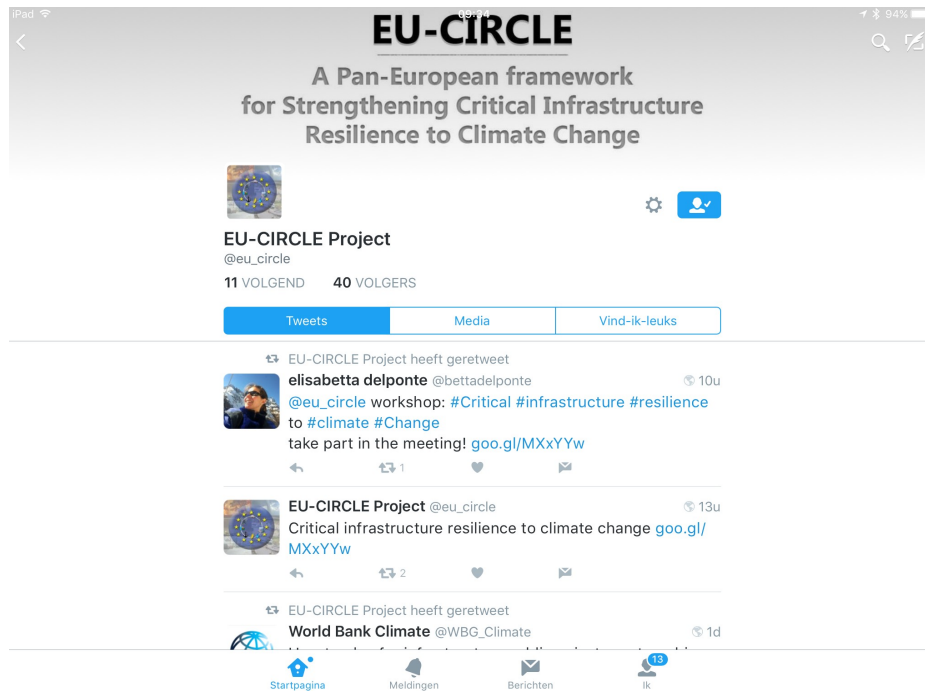 iPad
09:34
94%
EU-CIRCLE
A Pan-European framework
for Strengthening Critical Infrastructure
Resilience to Climate Change
EU-CIRCLE Project
@eu_circle
11 VOLGEND 40 VOLGERS
Tweets Media Vind-ik-leuks
EU-CIRCLE Project heeft geretweet
elisabetta delponte @bettadelponte 10u
@eu_circle workshop: #Critical #infrastructure #resilience
to #climate #Change
take part in the meeting! goo.gl/MXxYYw
1
EU-CIRCLE Project @eu_circle 13u
Critical infrastructure resilience to climate change goo.gl/
MXxYYw
2
EU-CIRCLE Project heeft geretweet
World Bank Climate @WBG_Climate 1d
13
Startpagina Meldingen Berichten Ik